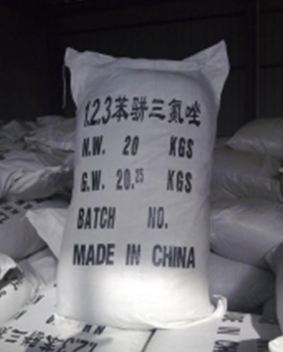 1.2.3苯骈三氮唑
N.W. 20 KGS
G.W. 20.25 KGS
BATCH NO.
MADE IN CHINA